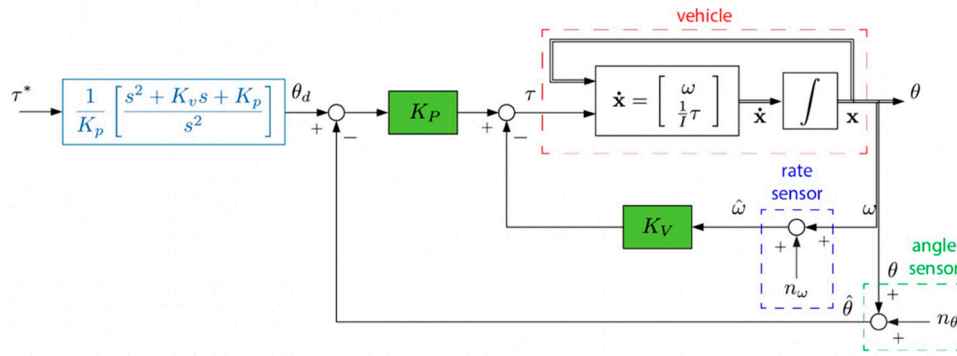 vehicle
τ*
1/K_p [ (s² + K_v s + K_p) / s² ]
θ_d
+
−
K_P
+
−
τ
ẋ = [ ω ; 1/I τ ]
ẋ
∫
x
θ
rate
sensor
ω̂
K_V
+
+
ω
n_ω
angle
sensor
θ
+
θ̂
n_θ
+